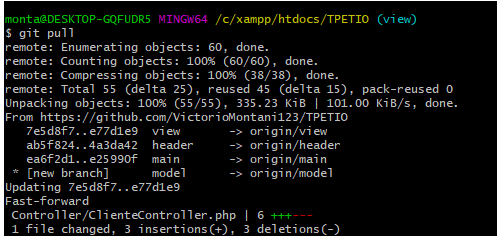 monta@DESKTOP-GQFUDR5 MINGW64 /c/xampp/htdocs/TPETIO (view)
$ git pull
remote: Enumerating objects: 60, done.
remote: Counting objects: 100% (60/60), done.
remote: Compressing objects: 100% (38/38), done.
remote: Total 55 (delta 25), reused 45 (delta 15), pack-reused 0
Unpacking objects: 100% (55/55), 335.23 KiB | 101.00 KiB/s, done.
From https://github.com/VictorioMontani123/TPETIO
   7e5d8f7..e77d1e9  view       -> origin/view
   ab5f824..4a3da42  header     -> origin/header
   ea6f2d1..e25990f  main       -> origin/main
 * [new branch]      model      -> origin/model
Updating 7e5d8f7..e77d1e9
Fast-forward
 Controller/ClienteController.php | 6 +++---
 1 file changed, 3 insertions(+), 3 deletions(-)